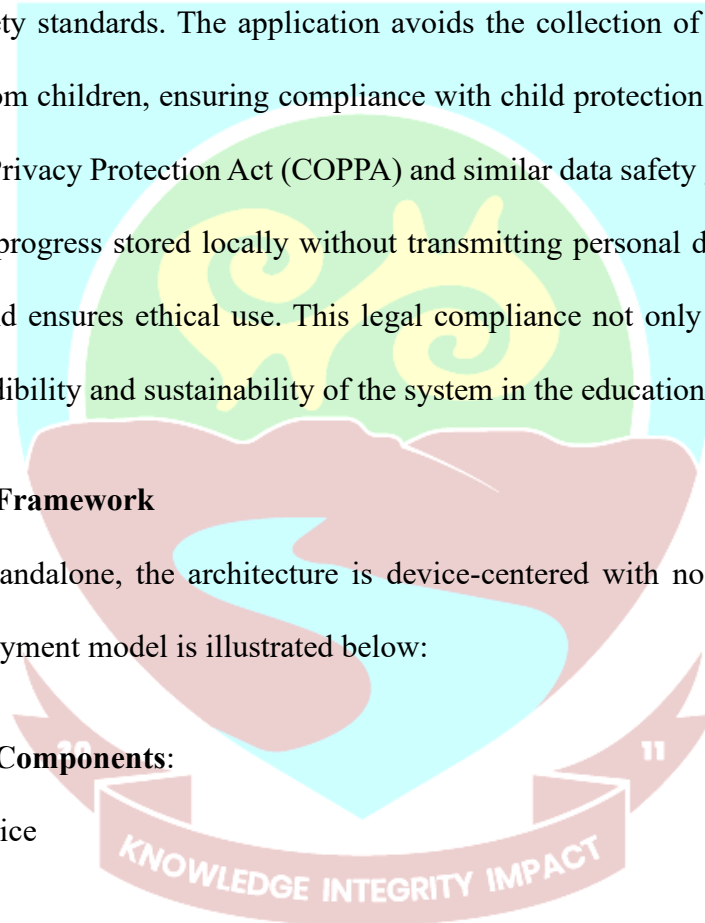 ety standards. The application avoids the collection of
om children, ensuring compliance with child protection
Privacy Protection Act (COPPA) and similar data safety
progress stored locally without transmitting personal d
d ensures ethical use. This legal compliance not only
dibility and sustainability of the system in the education
Framework
andalone, the architecture is device-centered with no
yment model is illustrated below:
20 11
Components:
ice
KNOWLEDGE INTEGRITY IMPACT